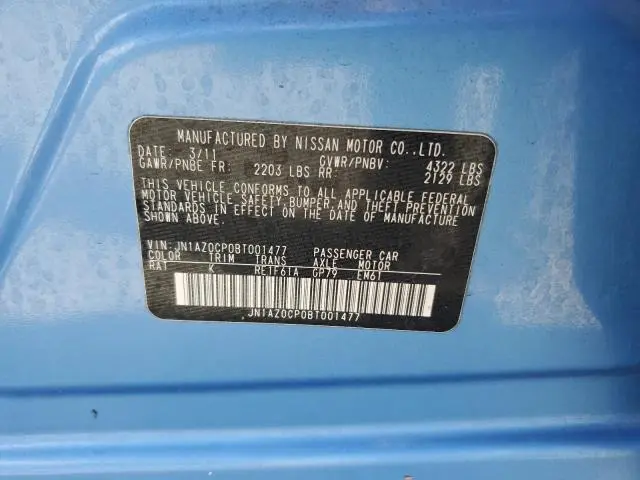 MANUFACTURED BY NISSAN MOTOR CO.,LTD.
DATE: 3/11 GVWR/PNBV: 4322 LBS
GAWR/PNBE FR: 2203 LBS RR: 2129 LBS
THIS VEHICLE CONFORMS TO ALL APPLICABLE FEDERAL
MOTOR VEHICLE SAFETY, BUMPER, AND THEFT PREVENTION
STANDARDS IN EFFECT ON THE DATE OF MANUFACTURE
SHOWN ABOVE.
VIN: JN1AZ0CP0BT001477 PASSENGER CAR
COLOR TRIM TRANS AXLE MOTOR
RAT K RE1F61A GP79 EM61
JN1AZ0CP0BT001477